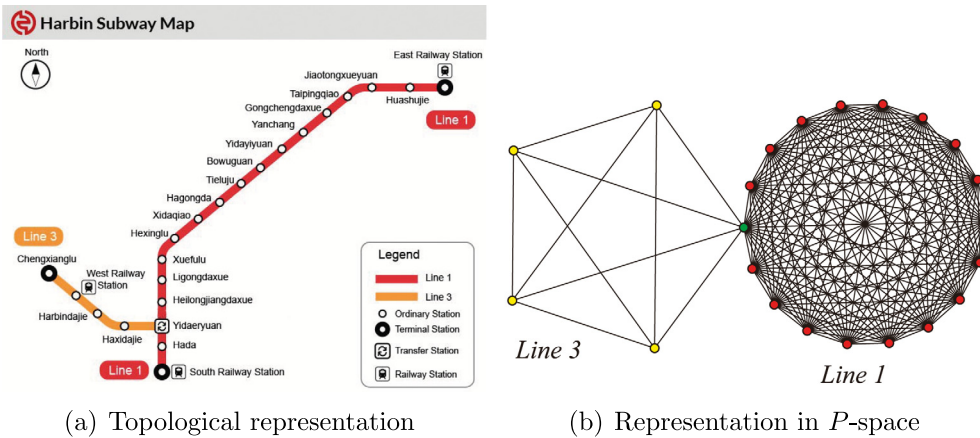 Harbin Subway Map
North
East Railway Station
Jiaotongxueyuan
Taipingqiao
Huashujie
Gongchengdaxue
Line 1
Yanchang
Yidayiyuan
Bowuguan
Tieluju
Hagongda
Xidaqiao
Hexinglu
Line 3
Chengxianglu
Xuefulu
West Railway
Station
Ligongdaxue
Harbindajie
Heilongjiangdaxue
Haxidajie
Yidaeryuan
Hada
Line 1
South Railway Station
Legend
Line 1
Line 3
Ordinary Station
Terminal Station
Transfer Station
Railway Station
Line 3
Line 1
(a) Topological representation
(b) Representation in P-space